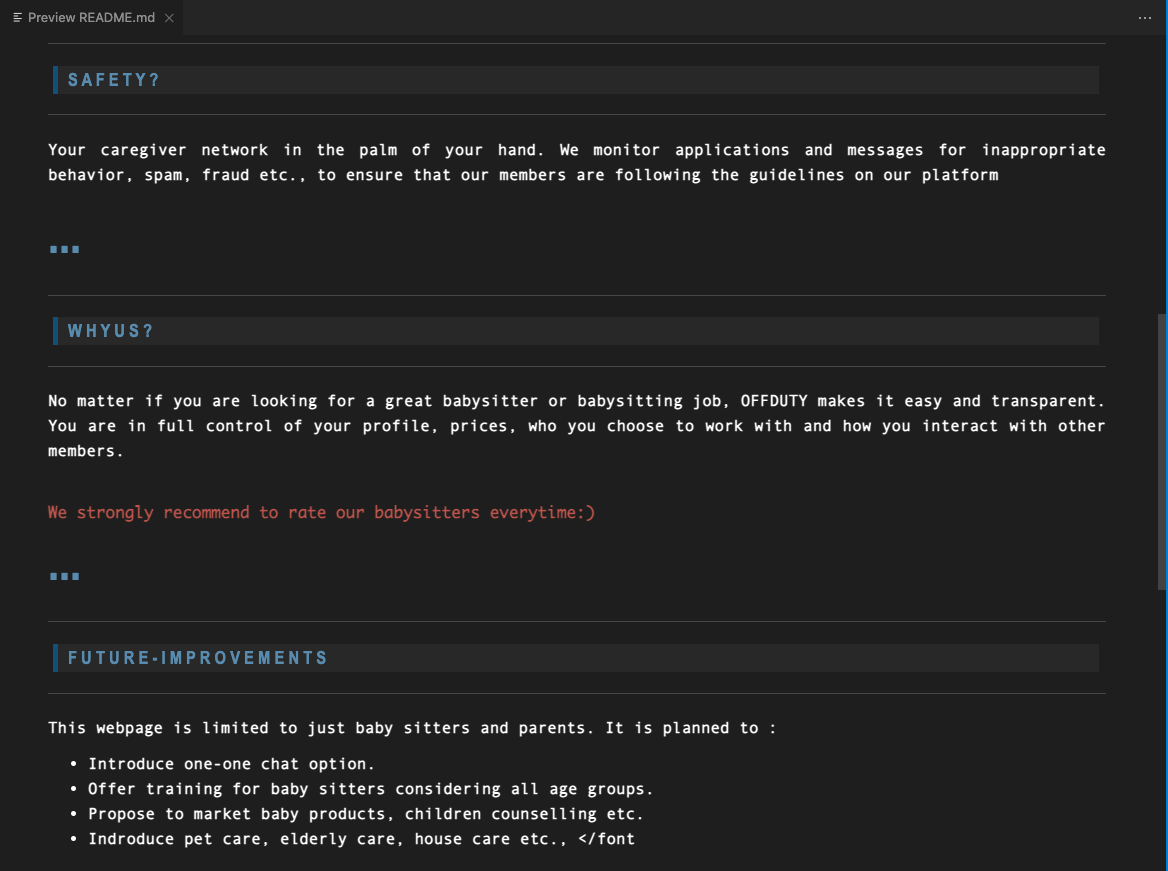 Preview README.md
SAFETY?
Your caregiver network in the palm of your hand. We monitor applications and messages for inappropriate
behavior, spam, fraud etc., to ensure that our members are following the guidelines on our platform
WHYUS?
No matter if you are looking for a great babysitter or babysitting job, OFFDUTY makes it easy and transparent.
You are in full control of your profile, prices, who you choose to work with and how you interact with other
members.
We strongly recommend to rate our babysitters everytime:)
FUTURE-IMPROVEMENTS
This webpage is limited to just baby sitters and parents. It is planned to :
• Introduce one-one chat option.
• Offer training for baby sitters considering all age groups.
• Propose to market baby products, children counselling etc.
• Indroduce pet care, elderly care, house care etc., </font